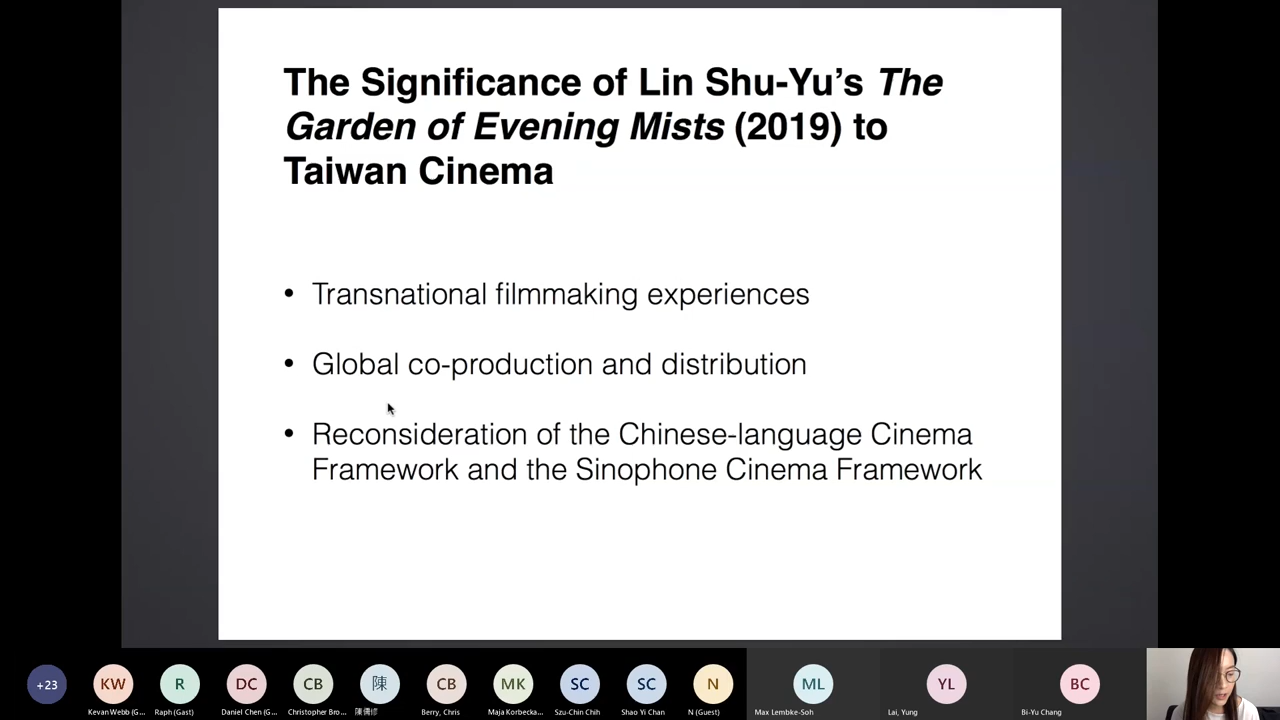 The Significance of Lin Shu-Yu’s The
Garden of Evening Mists (2019) to
Taiwan Cinema
• Transnational filmmaking experiences
• Global co-production and distribution
• Reconsideration of the Chinese-language Cinema
Framework and the Sinophone Cinema Framework
+23 KW R DC CB 陳 CB MK SC SC N ML YL BC
Kevan Webb (G... Raph (Gast) Daniel Chen (G... Christopher Bro... Berry, Chris Maja Korbecka... Szu-Chin Chih Shao Yi Chan N (Guest) Max Lembke-Soh Lai, Yung Bi-Yu Chang